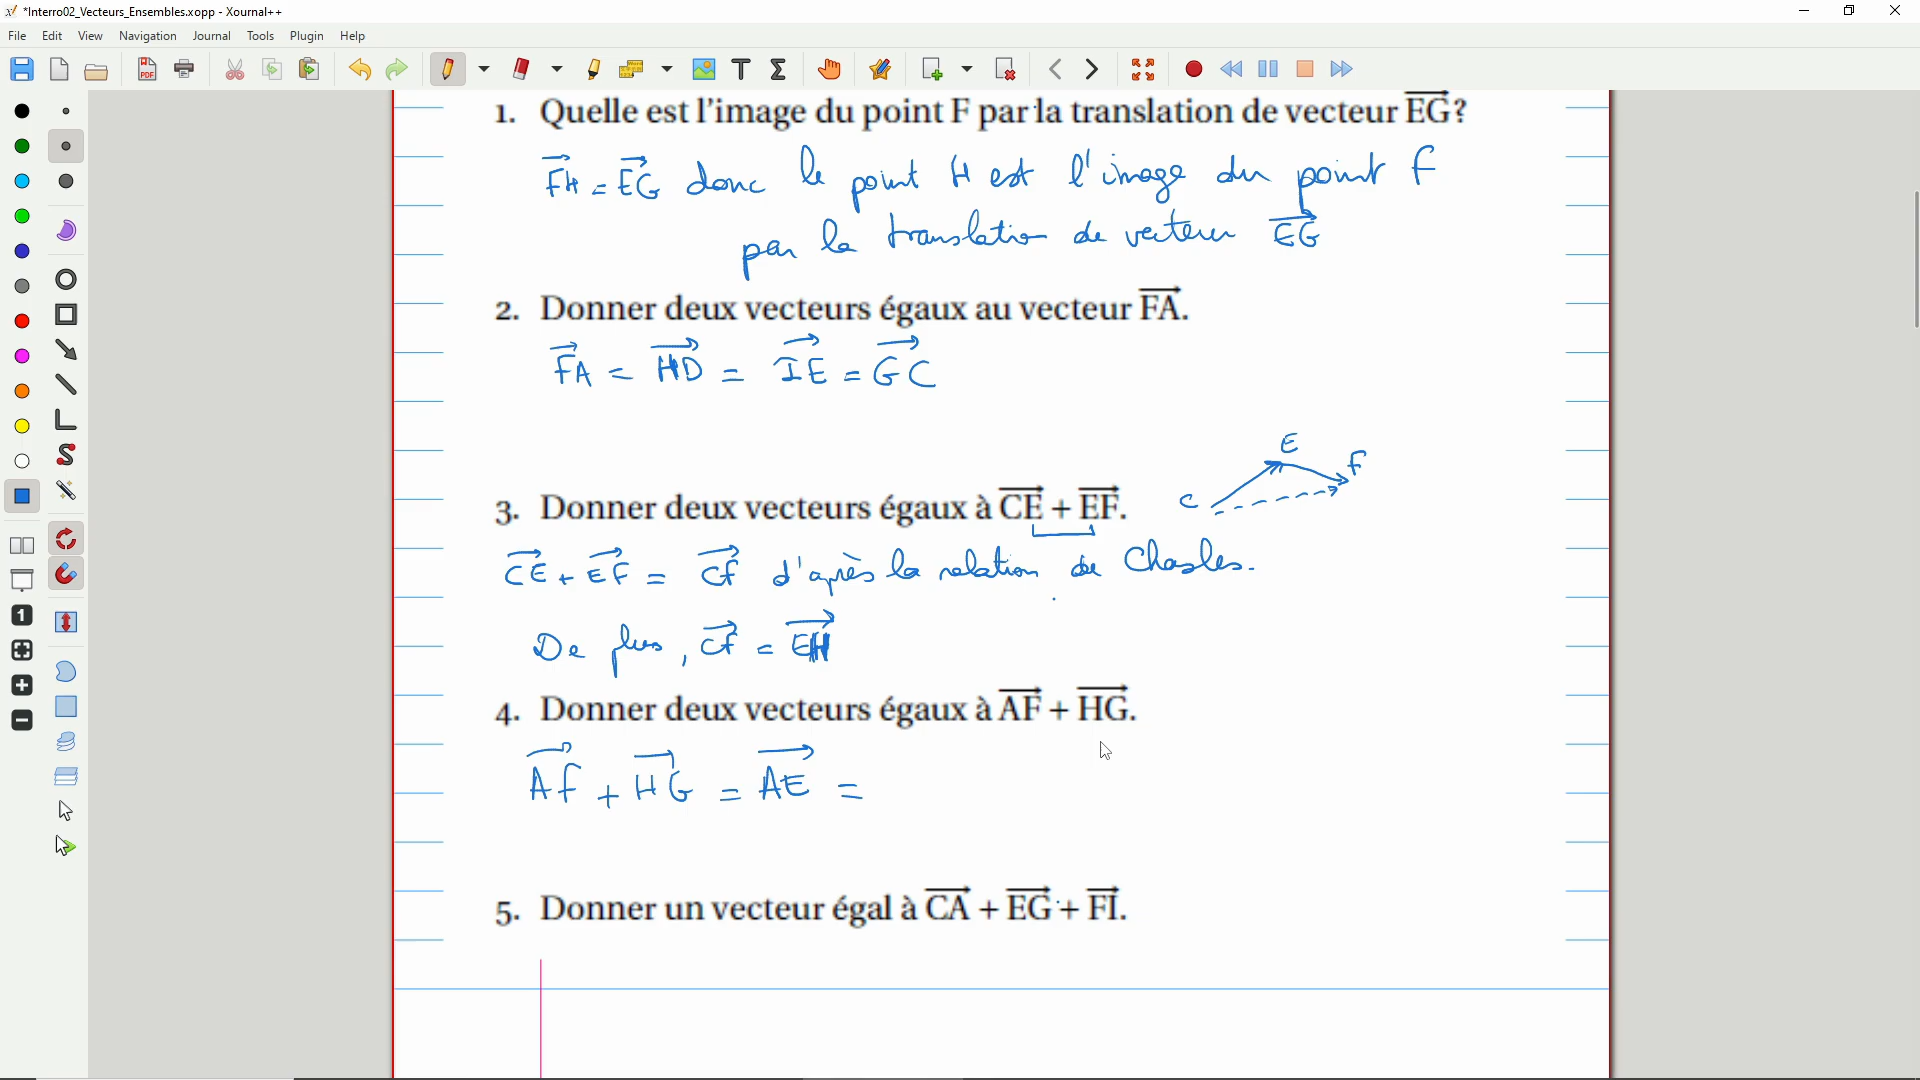 *Interro02_Vecteurs_Ensembles.xopp - Xournal++
File Edit View Navigation Journal Tools Plugin Help
1. Quelle est l'image du point F par la translation de vecteur EG?
FH = EG donc le point H est l'image du point F
par la translation de vecteur EG
2. Donner deux vecteurs égaux au vecteur FA.
FA = HD = IE = GC
E
F
C
3. Donner deux vecteurs égaux à CE + EF.
CE + EF = CF d'après la relation de Chasles.
De plus, CF = EH
4. Donner deux vecteurs égaux à AF + HG.
AF + HG = AE =
5. Donner un vecteur égal à CA + EG + FI.